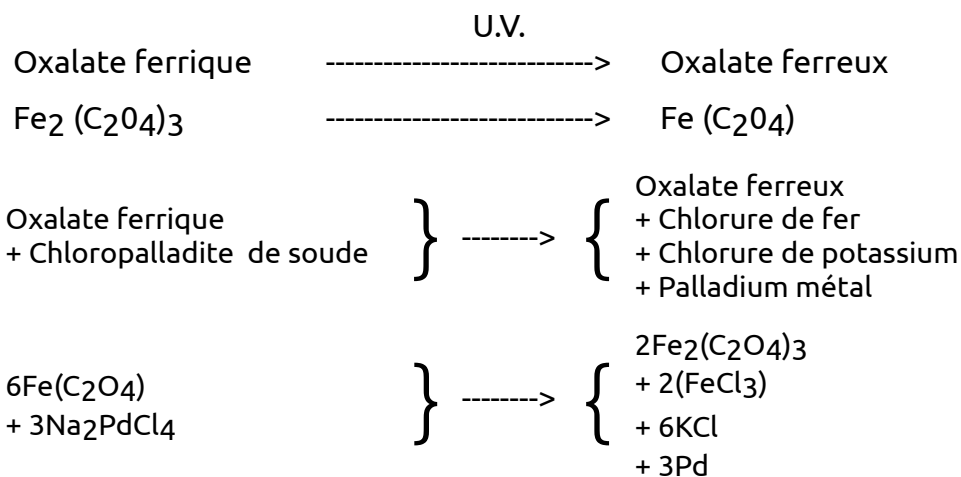 U.V.
Oxalate ferrique ----------------------------> Oxalate ferreux
Fe2 (C204)3 ----------------------------> Fe (C204)
Oxalate ferrique
+ Chloropalladite de soude
} --------> {
Oxalate ferreux
+ Chlorure de fer
+ Chlorure de potassium
+ Palladium métal
6Fe(C2O4)
+ 3Na2PdCl4
} --------> {
2Fe2(C2O4)3
+ 2(FeCl3)
+ 6KCl
+ 3Pd